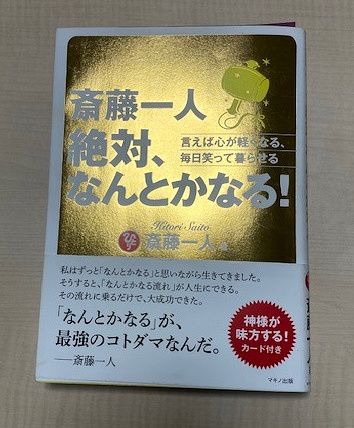 斎藤一人
絶対、
なんとかなる!
言えば心が軽くなる、
毎日笑って暮らせる
Hitori Saito
斎藤一人 著
私はずっと「なんとかなる」と思いながら生きてきました。
そうすると、「なんとかなる流れ」が人生にできる。
その流れに乗るだけで、大成功できた。
「なんとかなる」が、
最強のコトダマなんだ。
——斎藤一人
神様が
味方する!
カード付き
マキノ出版